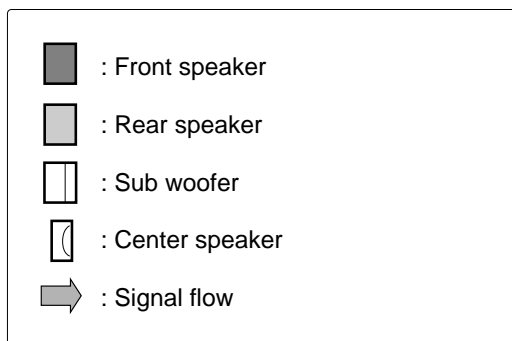 : Front speaker
: Rear speaker
: Sub woofer
: Center speaker
: Signal flow